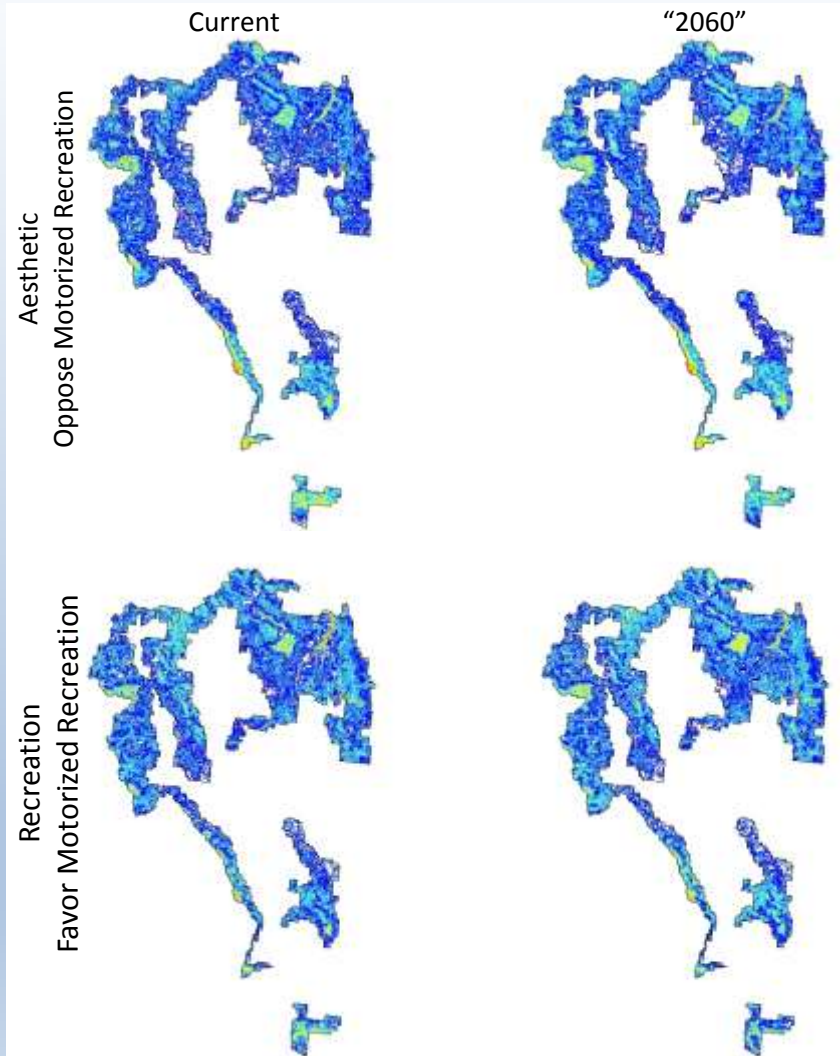 Current
“2060”
Aesthetic
Oppose Motorized Recreation
Recreation
Favor Motorized Recreation